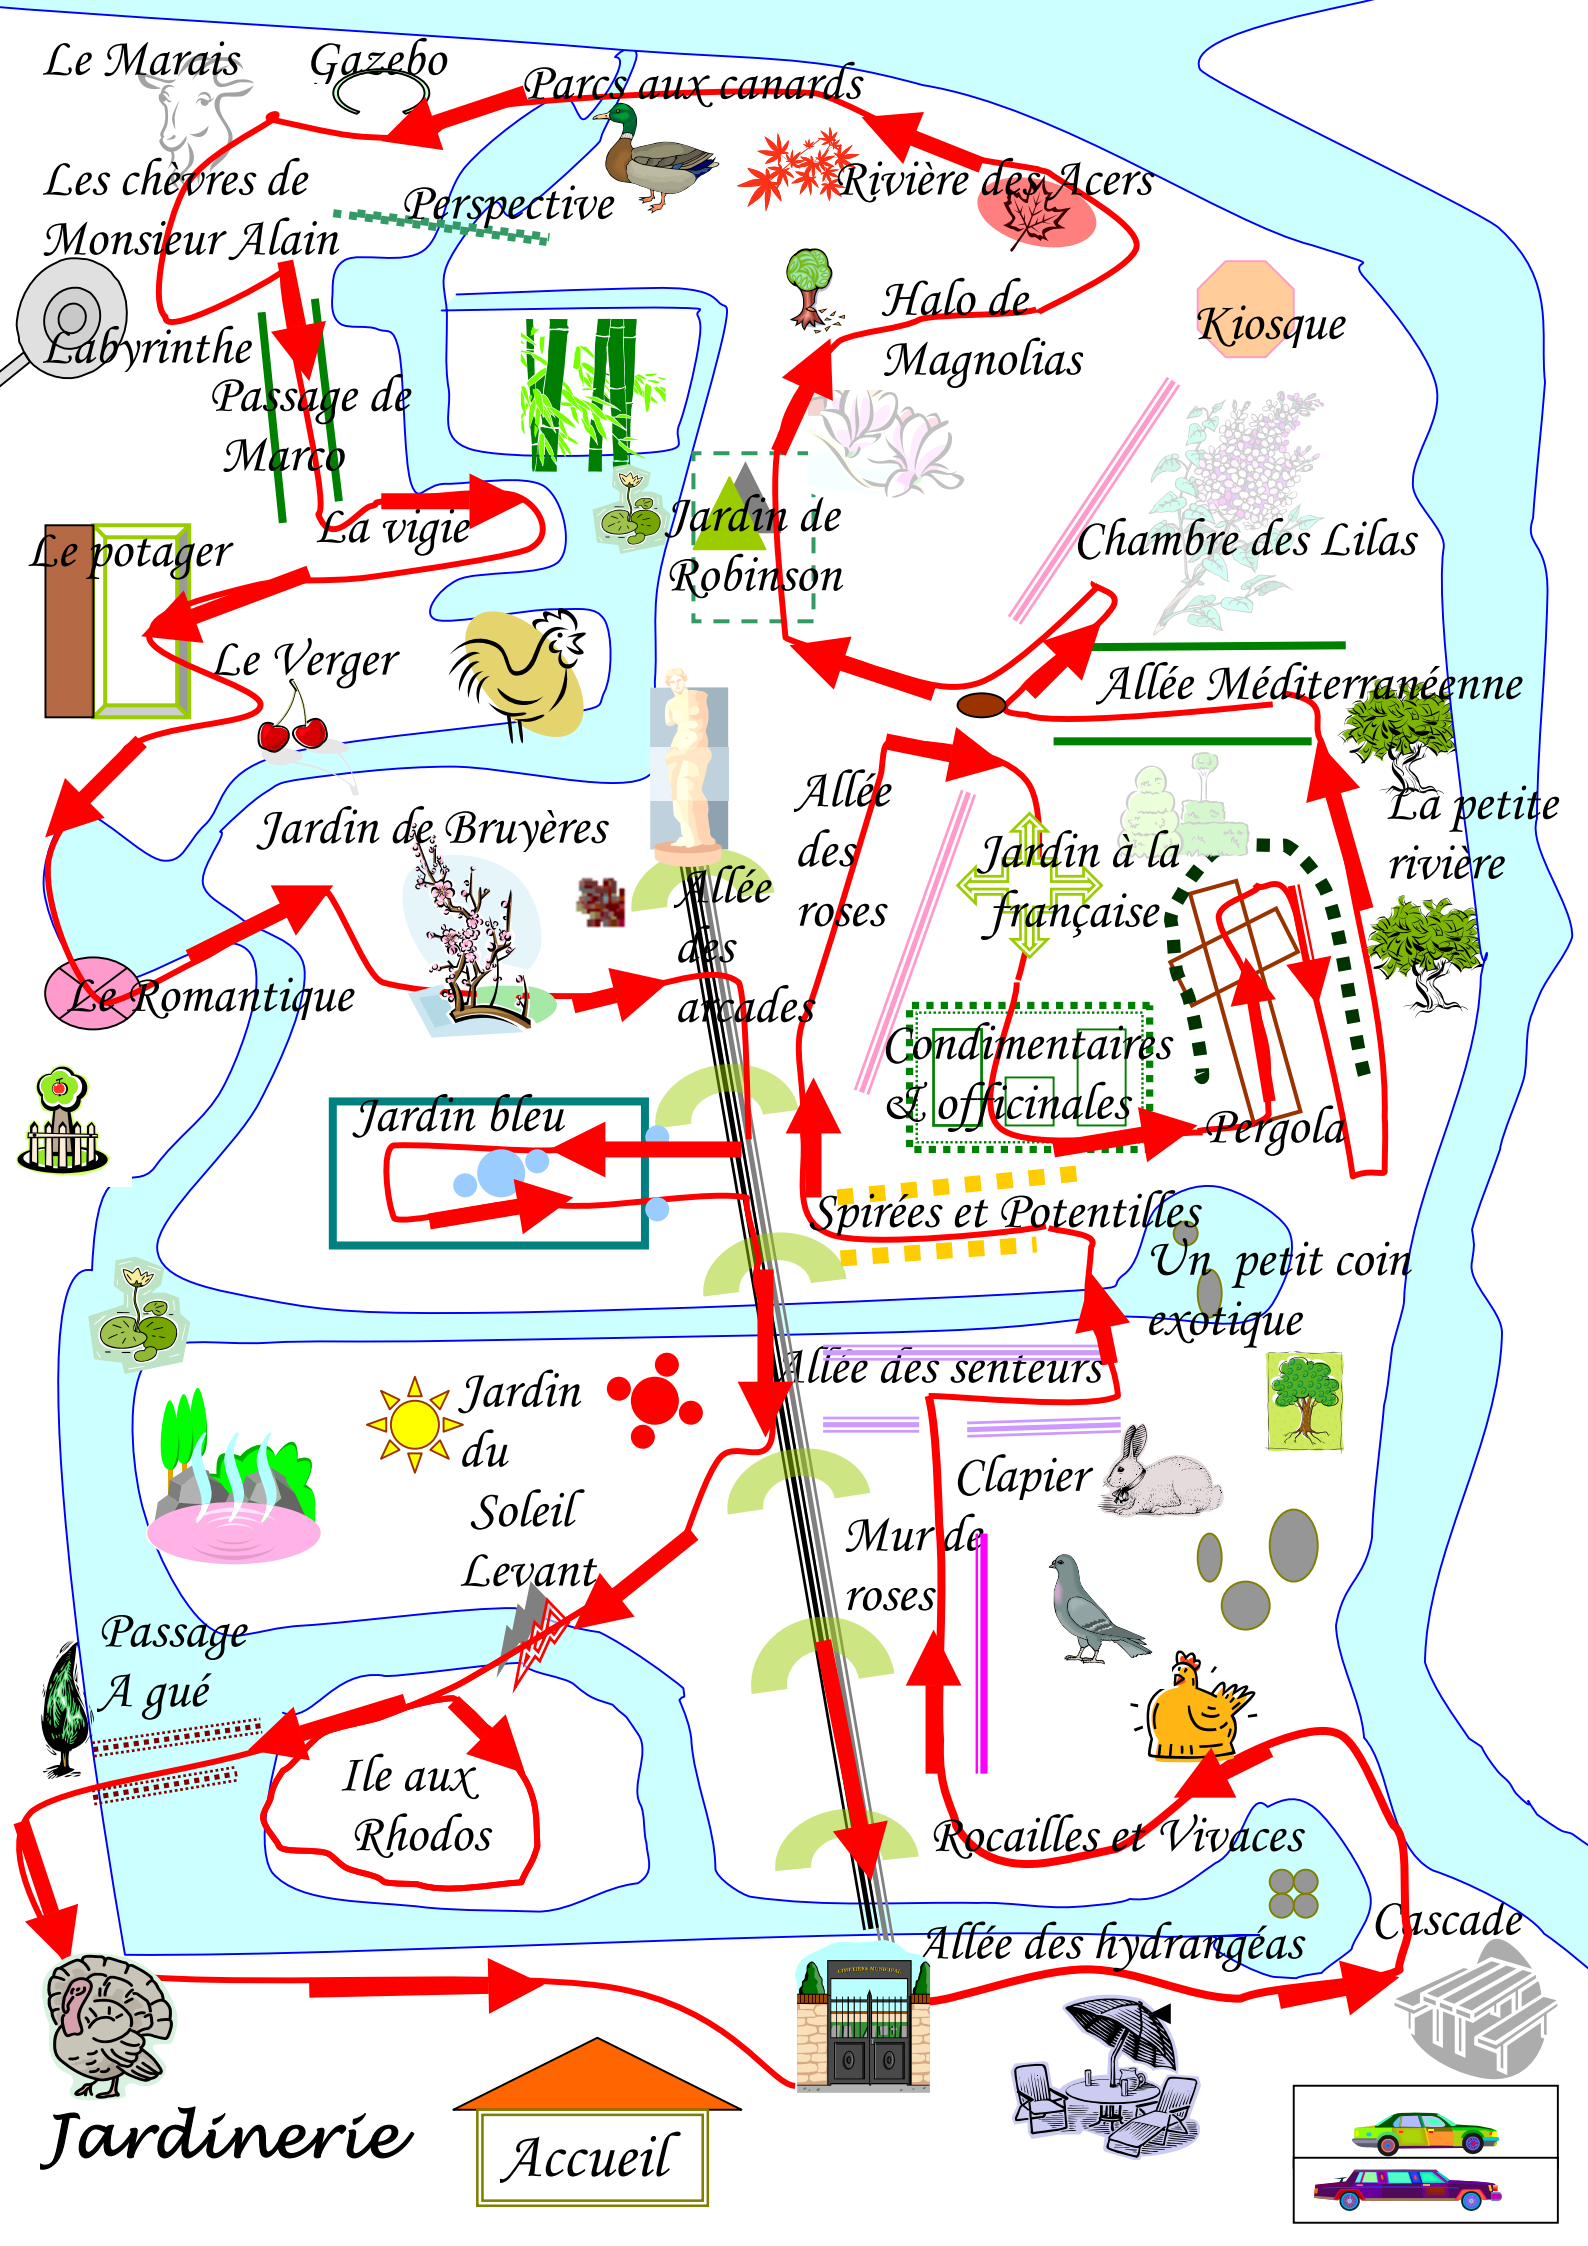 Le Marais
Gazebo
Parcs aux canards
Les chèvres de
Monsieur Alain
Perspective
Rivière des Acers
Halo de
Magnolias
Kiosque
Labyrinthe
Passage de
Marco
La vigie
Jardin de
Robinson
Chambre des Lilas
Le potager
Le Verger
Allée Méditerranéenne
Allée
des
roses
La petite
rivière
Jardin de Bruyères
Allée
des
arcades
Jardin à la
française
Le Romantique
Condimentaires
& officinales
Pergola
Jardin bleu
Spirées et Potentilles
Un petit coin
exotique
Allée des senteurs
Jardin
du
Soleil
Levant
Clapier
Mur de
roses
Passage
A gué
Ile aux
Rhodos
Rocailles et Vivaces
Cascade
Allée des hydrangéas
CIMETIERE MUNICIPAL
Jardinerie
Accueil